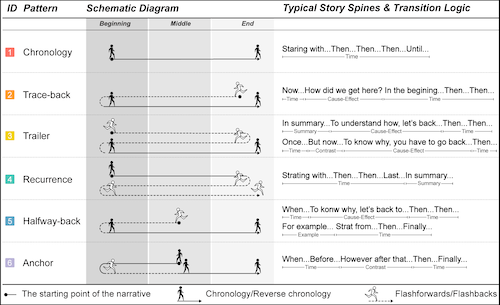 ID Pattern Schematic Diagram Typical Story Spines & Transition Logic
Beginning Middle End
1 Chronology Staring with...Then...Then...Then...Until...
Time
2 Trace-back Now...How did we get here? In the begining...Then...Then...
Time Cause-Effect Time
3 Trailer In summary...To understand how, let's back...Then...Then...
Summary Cause-Effect Time
Once...But now...To know why, you have to go back...Then...
Time Contrast Cause-Effect Time
4 Recurrence Strating with...Then...Then...Last...In summary...
Time Summary
5 Halfway-back When...To konw why, let's back to...Then...Then...
Time Cause-Effect Time
For example... Strat from...Then...Finally...
Example Time
6 Anchor When...Before...However after that...Then...Finally...
Time Contrast Time
The starting point of the narrative Chronology/Reverse chronology Flashforwards/Flashbacks